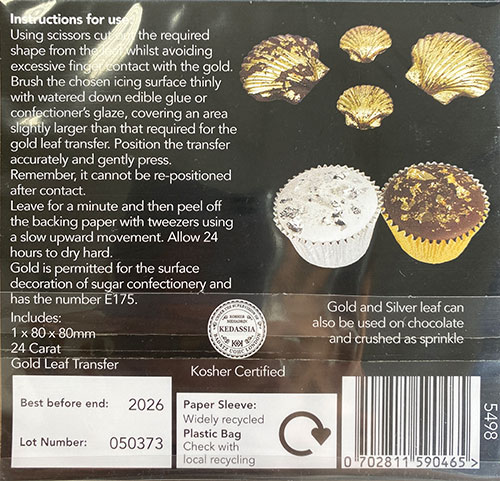 Instructions for use:
Using scissors cut out the required
shape from the leaf whilst avoiding
excessive finger contact with the gold.
Brush the chosen icing surface thinly
with watered down edible glue or
confectioner's glaze, covering an area
slightly larger than that required for the
gold leaf transfer. Position the transfer
accurately and gently press.
Remember, it cannot be re-positioned
after contact.
Leave for a minute and then peel off
the backing paper with tweezers using
a slow upward movement. Allow 24
hours to dry hard.
Gold is permitted for the surface
decoration of sugar confectionery and
has the number E175.
Includes:
1 x 80 x 80mm
24 Carat
Gold Leaf Transfer
KEDASSIA
Kosher Certified
Gold and Silver leaf can
also be used on chocolate
and crushed as sprinkle
Best before end: 2026
Lot Number: 050373
Paper Sleeve:
Widely recycled
Plastic Bag
Check with
local recycling
0 702811 590465 >
5498